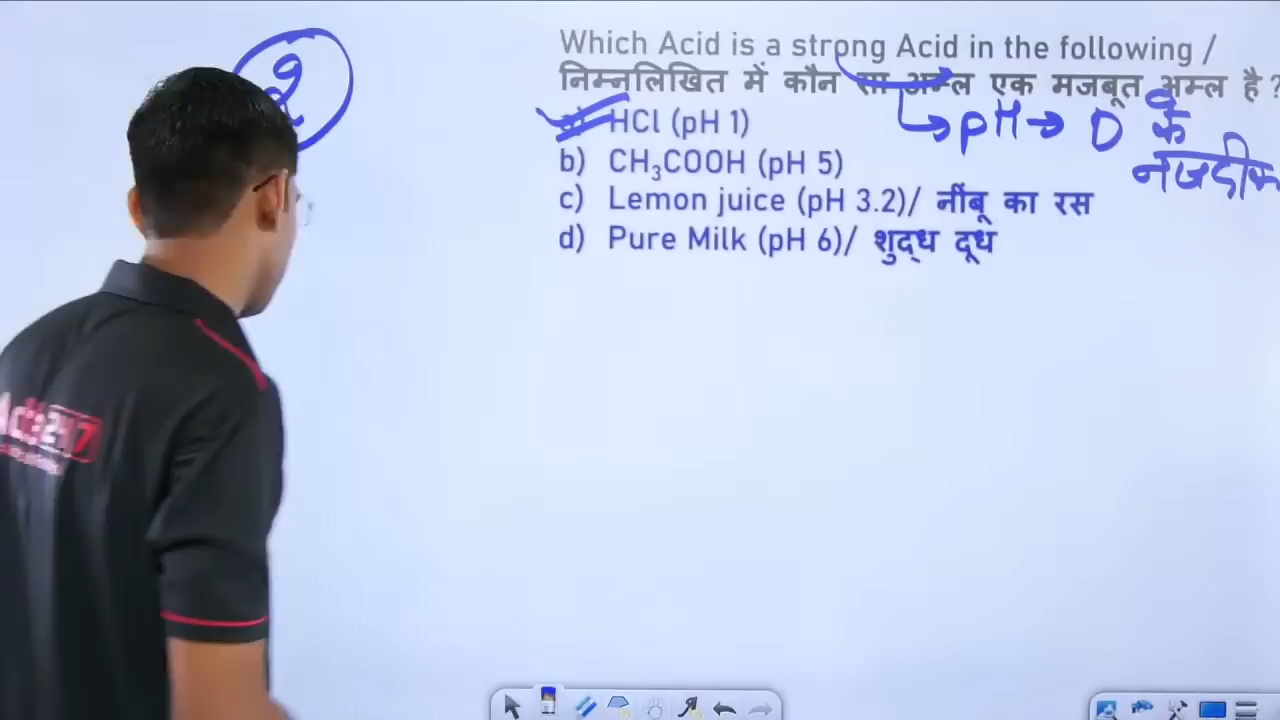 Which Acid is a strong Acid in the following /
निम्नलिखित में कौन सा अम्ल एक मजबूत अम्ल है ?
a) HCl (pH 1)
b) CH₃COOH (pH 5)
c) Lemon juice (pH 3.2)/ नींबू का रस
d) Pure Milk (pH 6)/ शुद्ध दूध
pH → 0 के
नजदीक
247